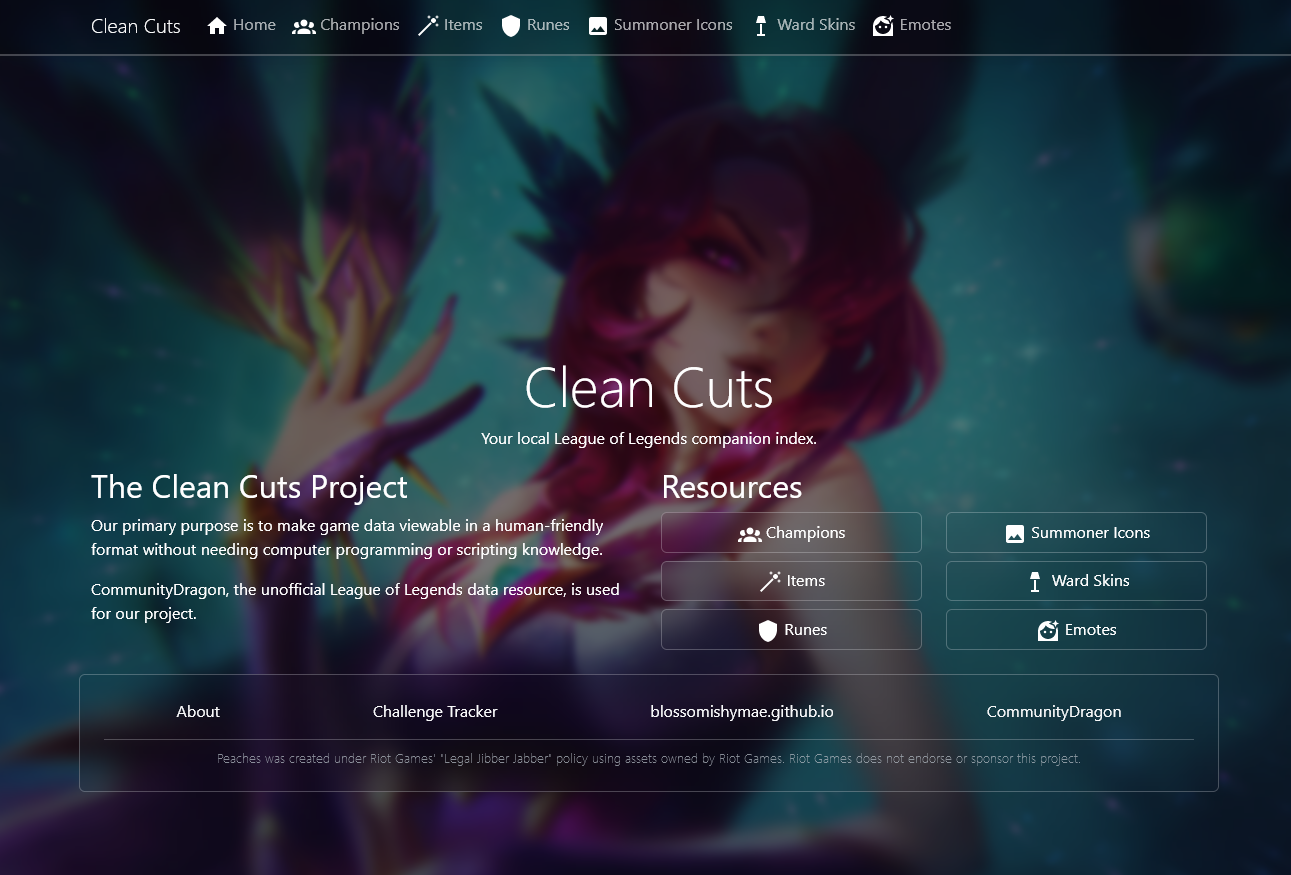 Clean Cuts Home Champions Items Runes Summoner Icons Ward Skins Emotes
Clean Cuts
Your local League of Legends companion index.
The Clean Cuts Project
Our primary purpose is to make game data viewable in a human-friendly
format without needing computer programming or scripting knowledge.
CommunityDragon, the unofficial League of Legends data resource, is used
for our project.
Resources
Champions Summoner Icons
Items Ward Skins
Runes Emotes
About Challenge Tracker blossomishymae.github.io CommunityDragon
Peaches was created under Riot Games' "Legal Jibber Jabber" policy using assets owned by Riot Games. Riot Games does not endorse or sponsor this project.